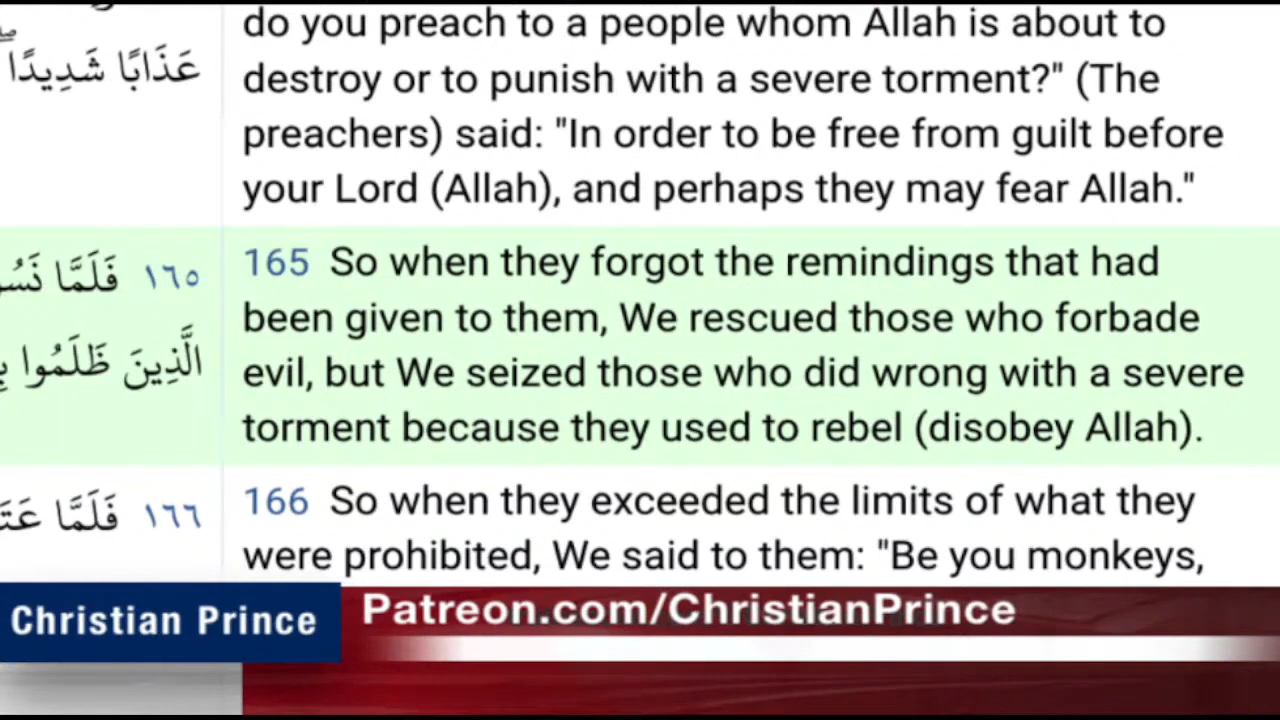 do you preach to a people whom Allah is about to
عَذَابًا شَدِيدًا
destroy or to punish with a severe torment?" (The
preachers) said: "In order to be free from guilt before
your Lord (Allah), and perhaps they may fear Allah."
١٦٥ فَلَمَّا
165 So when they forgot the remindings that had
been given to them, We rescued those who forbade
الَّذِينَ ظَلَمُوا
evil, but We seized those who did wrong with a severe
torment because they used to rebel (disobey Allah).
١٦٦ فَلَمَّا
166 So when they exceeded the limits of what they
were prohibited, We said to them: "Be you monkeys,
Christian Prince
Patreon.com/ChristianPrince